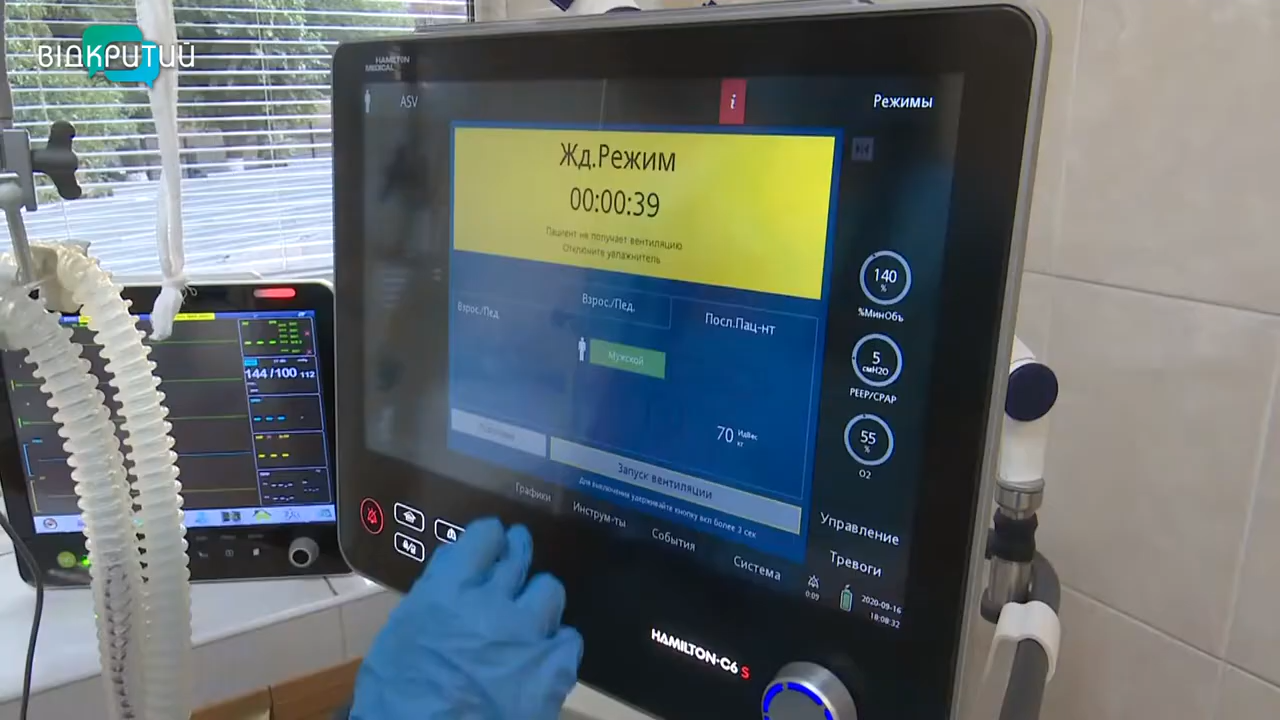 ВІДКРИТИЙ
HAMILTON
MEDICAL
ASV
i
Режимы
Жд.Режим
00:00:39
Пациент не получает вентиляцию
Отключите увлажнитель
Взрос./Пед.
Взрос./Пед.
Посл.Пац-нт
Мужской
70 ИдВес
кг
Запуск вентиляции
Для выключения удерживайте кнопку вкл более 3 сек
140
%
%МинОбъ
5
смH2O
PEEP/CPAP
55
%
O2
Графики
Инструм-ты
События
Система
Управление
Тревоги
0:09
2020-09-16
18:08:32
HAMILTON-C6 S
144/100 112